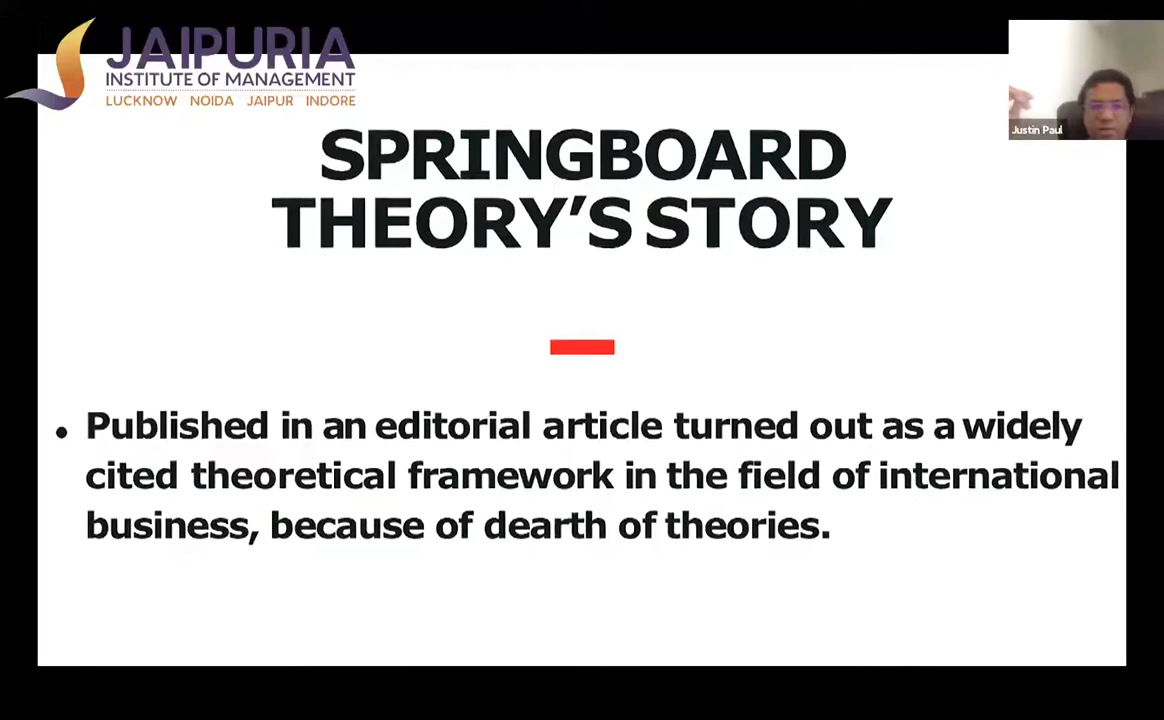 JAIPURIA
INSTITUTE OF MANAGEMENT
LUCKNOW NOIDA JAIPUR INDORE
Justin Paul
SPRINGBOARD
THEORY’S STORY
• Published in an editorial article turned out as a widely
cited theoretical framework in the field of international
business, because of dearth of theories.